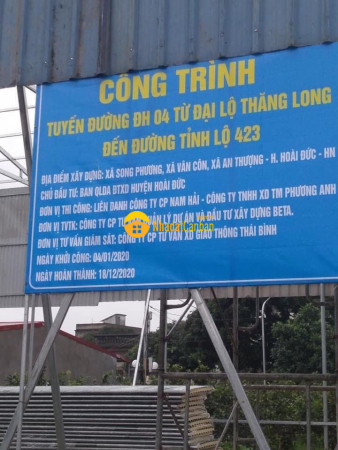 CÔNG TRÌNH
TUYẾN ĐƯỜNG ĐH 04 TỪ ĐẠI LỘ THĂNG LONG
ĐẾN ĐƯỜNG TỈNH LỘ 423
ĐỊA ĐIỂM XÂY DỰNG: XÃ SONG PHƯƠNG, XÃ VÂN CÔN, XÃ AN THƯỢNG - H. HOÀI ĐỨC - HN
CHỦ ĐẦU TƯ: BAN QLDA ĐTXD HUYỆN HOÀI ĐỨC
ĐƠN VỊ THI CÔNG: LIÊN DANH CÔNG TY CP NAM HẢI - CÔNG TY TNHH XD TM PHƯƠNG ANH
ĐƠN VỊ TVTK: CÔNG TY CP QUẢN LÝ DỰ ÁN VÀ ĐẦU TƯ XÂY DỰNG BETA.
ĐƠN VỊ TƯ VẤN GIÁM SÁT: CÔNG TY CP TƯ VẤN XD GIAO THÔNG THÁI BÌNH
NGÀY KHỞI CÔNG: 04/01/2020
NGÀY HOÀN THÀNH: 18/12/2020